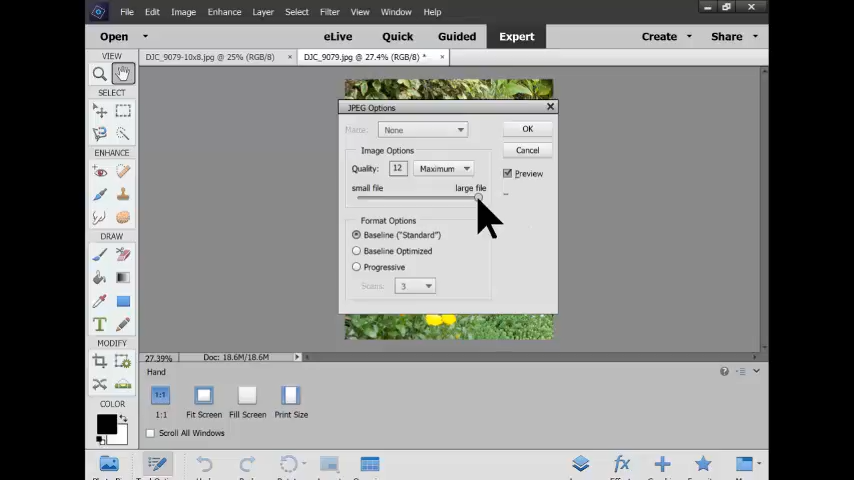 File Edit Image Enhance Layer Select Filter View Window Help
Open eLive Quick Guided Expert Create Share
VIEW
DJC_9079-10x8.jpg @ 25% (RGB/8) × DJC_9079.jpg @ 27.4% (RGB/8) * ×
SELECT
JPEG Options
Matte: None
OK
Image Options
Cancel
Quality: 12 Maximum
Preview
small file large file
--
ENHANCE
Format Options
Baseline ("Standard")
Baseline Optimized
Progressive
Scans: 3
DRAW
T
MODIFY
27.39% Doc: 18.6M/18.6M
Hand
1:1
1:1 Fit Screen Fill Screen Print Size
COLOR
Scroll All Windows
fx